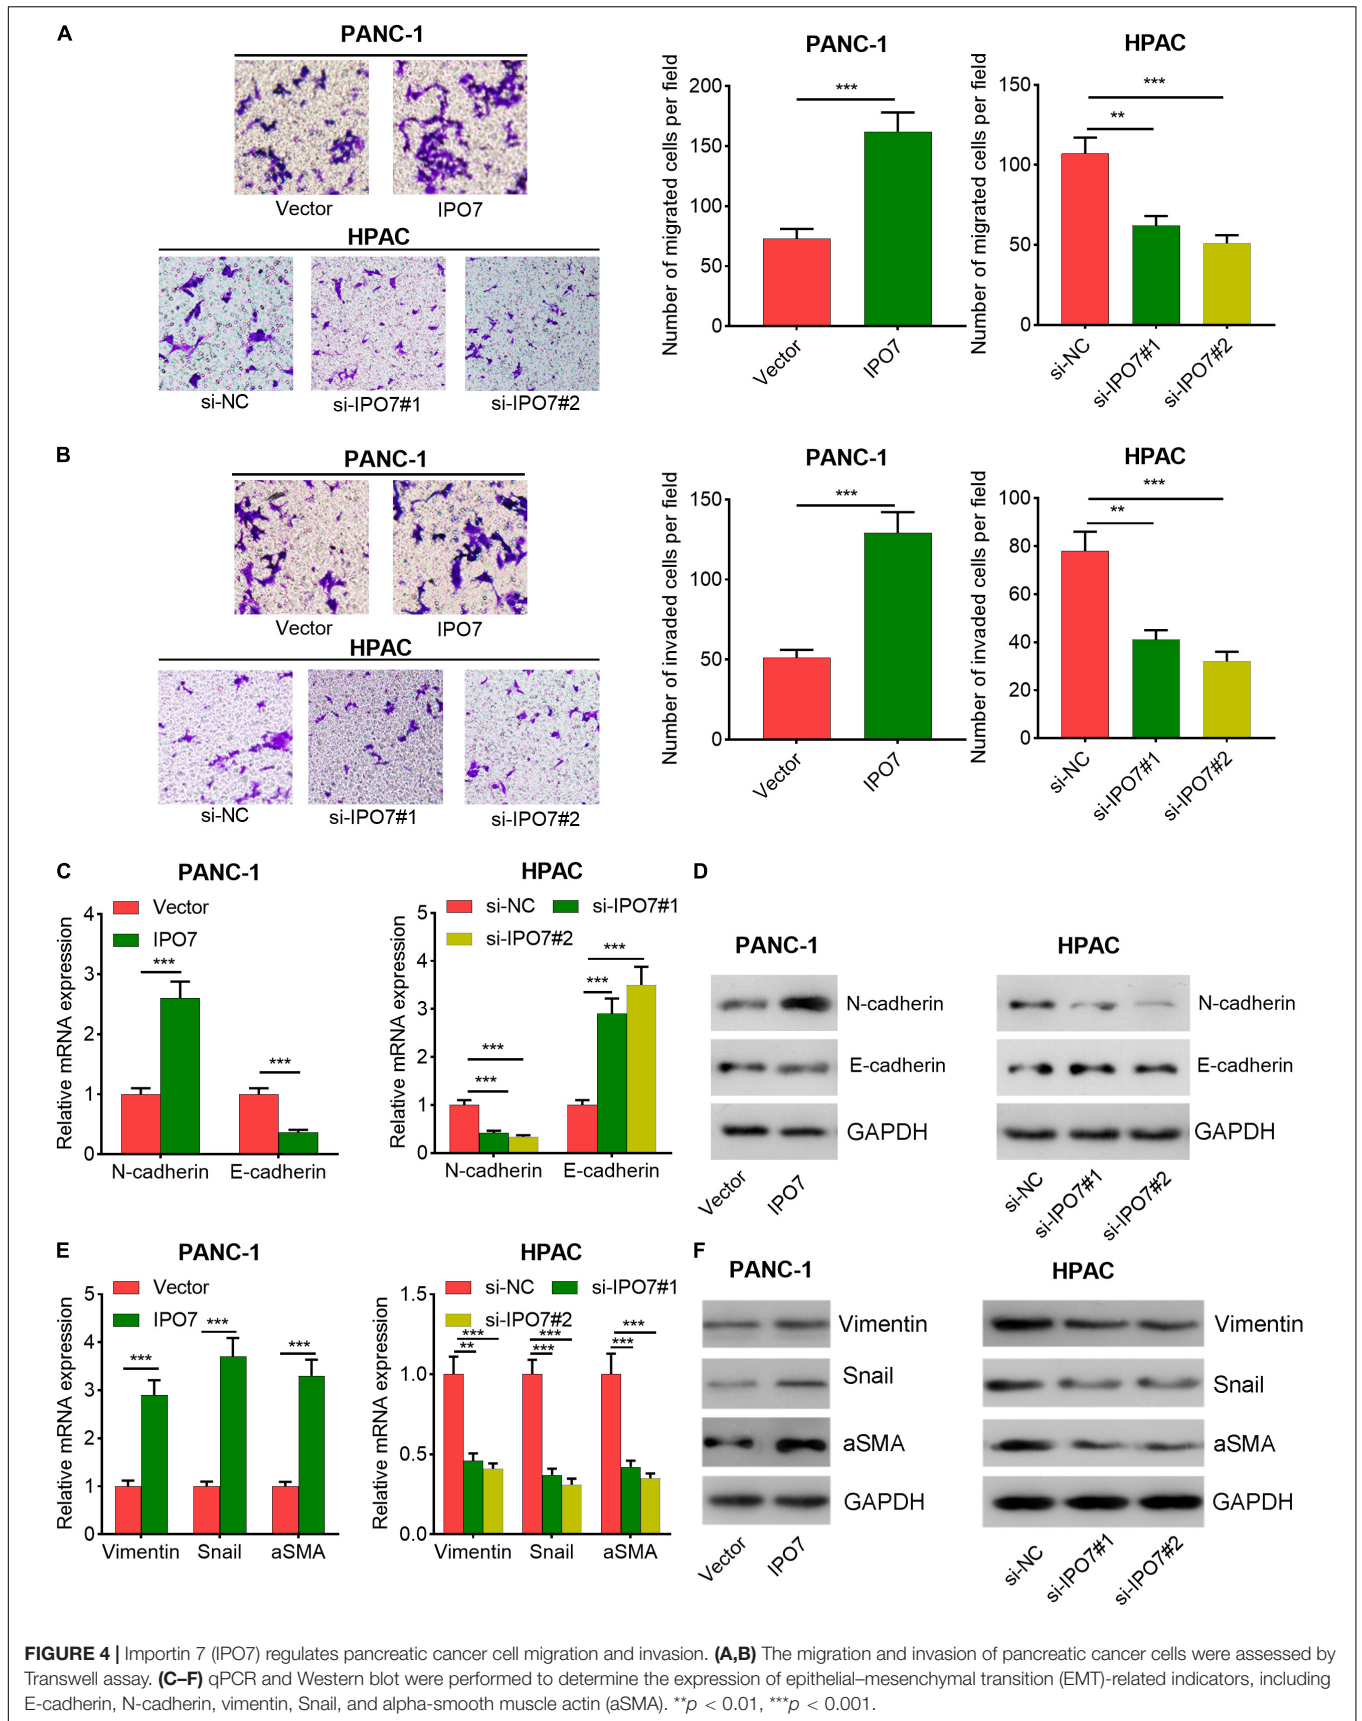 A
PANC-1
Vector
IPO7
HPAC
si-NC
si-IPO7#1
si-IPO7#2
PANC-1
Number of migrated cells per field
200
150
100
50
0
***
Vector
IPO7
HPAC
Number of migrated cells per field
150
100
50
0
***
**
si-NC
si-IPO7#1
si-IPO7#2
B
PANC-1
Vector
IPO7
HPAC
si-NC
si-IPO7#1
si-IPO7#2
PANC-1
Number of invaded cells per field
150
100
50
0
***
Vector
IPO7
HPAC
Number of invaded cells per field
100
80
60
40
20
0
***
**
si-NC
si-IPO7#1
si-IPO7#2
C
PANC-1
Vector
IPO7
Relative mRNA expression
4
3
2
1
0
***
***
N-cadherin
E-cadherin
HPAC
si-NC
si-IPO7#1
si-IPO7#2
Relative mRNA expression
5
4
3
2
1
0
***
***
***
***
N-cadherin
E-cadherin
D
PANC-1
N-cadherin
E-cadherin
GAPDH
Vector
IPO7
HPAC
N-cadherin
E-cadherin
GAPDH
si-NC
si-IPO7#1
si-IPO7#2
E
PANC-1
Vector
IPO7
Relative mRNA expression
5
4
3
2
1
0
***
***
***
Vimentin
Snail
aSMA
HPAC
si-NC
si-IPO7#1
si-IPO7#2
Relative mRNA expression
1.5
1.0
0.5
0.0
***
**
***
***
***
***
Vimentin
Snail
aSMA
F
PANC-1
Vimentin
Snail
aSMA
GAPDH
Vector
IPO7
HPAC
Vimentin
Snail
aSMA
GAPDH
si-NC
si-IPO7#1
si-IPO7#2
FIGURE 4 | Importin 7 (IPO7) regulates pancreatic cancer cell migration and invasion. (A,B) The migration and invasion of pancreatic cancer cells were assessed by
Transwell assay. (C–F) qPCR and Western blot were performed to determine the expression of epithelial–mesenchymal transition (EMT)-related indicators, including
E-cadherin, N-cadherin, vimentin, Snail, and alpha-smooth muscle actin (aSMA). **p < 0.01, ***p < 0.001.